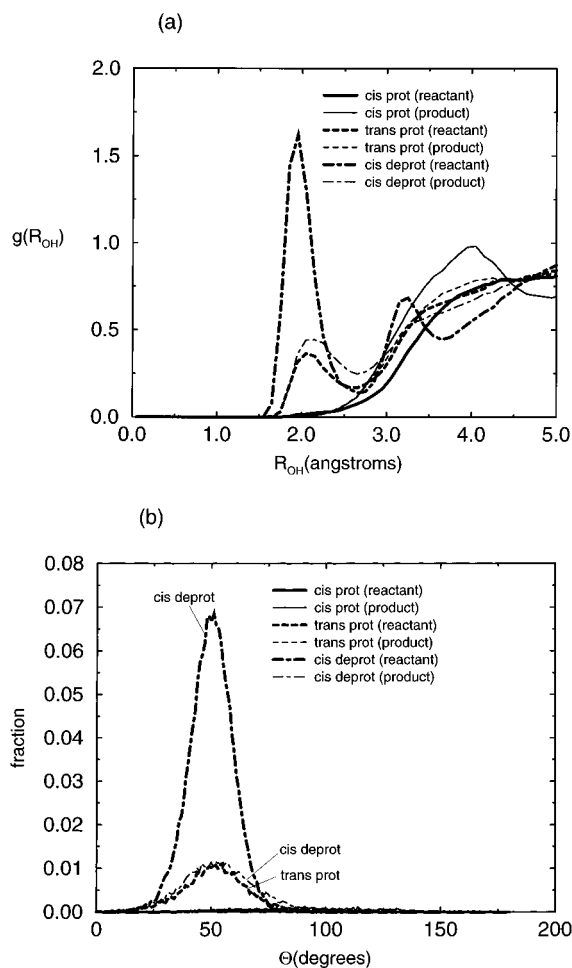 (a)
2.0
1.5
1.0
0.5
0.0
g(R_OH)
cis prot (reactant)
cis prot (product)
trans prot (reactant)
trans prot (product)
cis deprot (reactant)
cis deprot (product)
0.0 1.0 2.0 3.0 4.0 5.0
R_OH(angstroms)
(b)
0.08
0.07
0.06
0.05
0.04
0.03
0.02
0.01
0.00
fraction
cis deprot
cis prot (reactant)
cis prot (product)
trans prot (reactant)
trans prot (product)
cis deprot (reactant)
cis deprot (product)
cis deprot
trans prot
0 50 100 150 200
Θ(degrees)